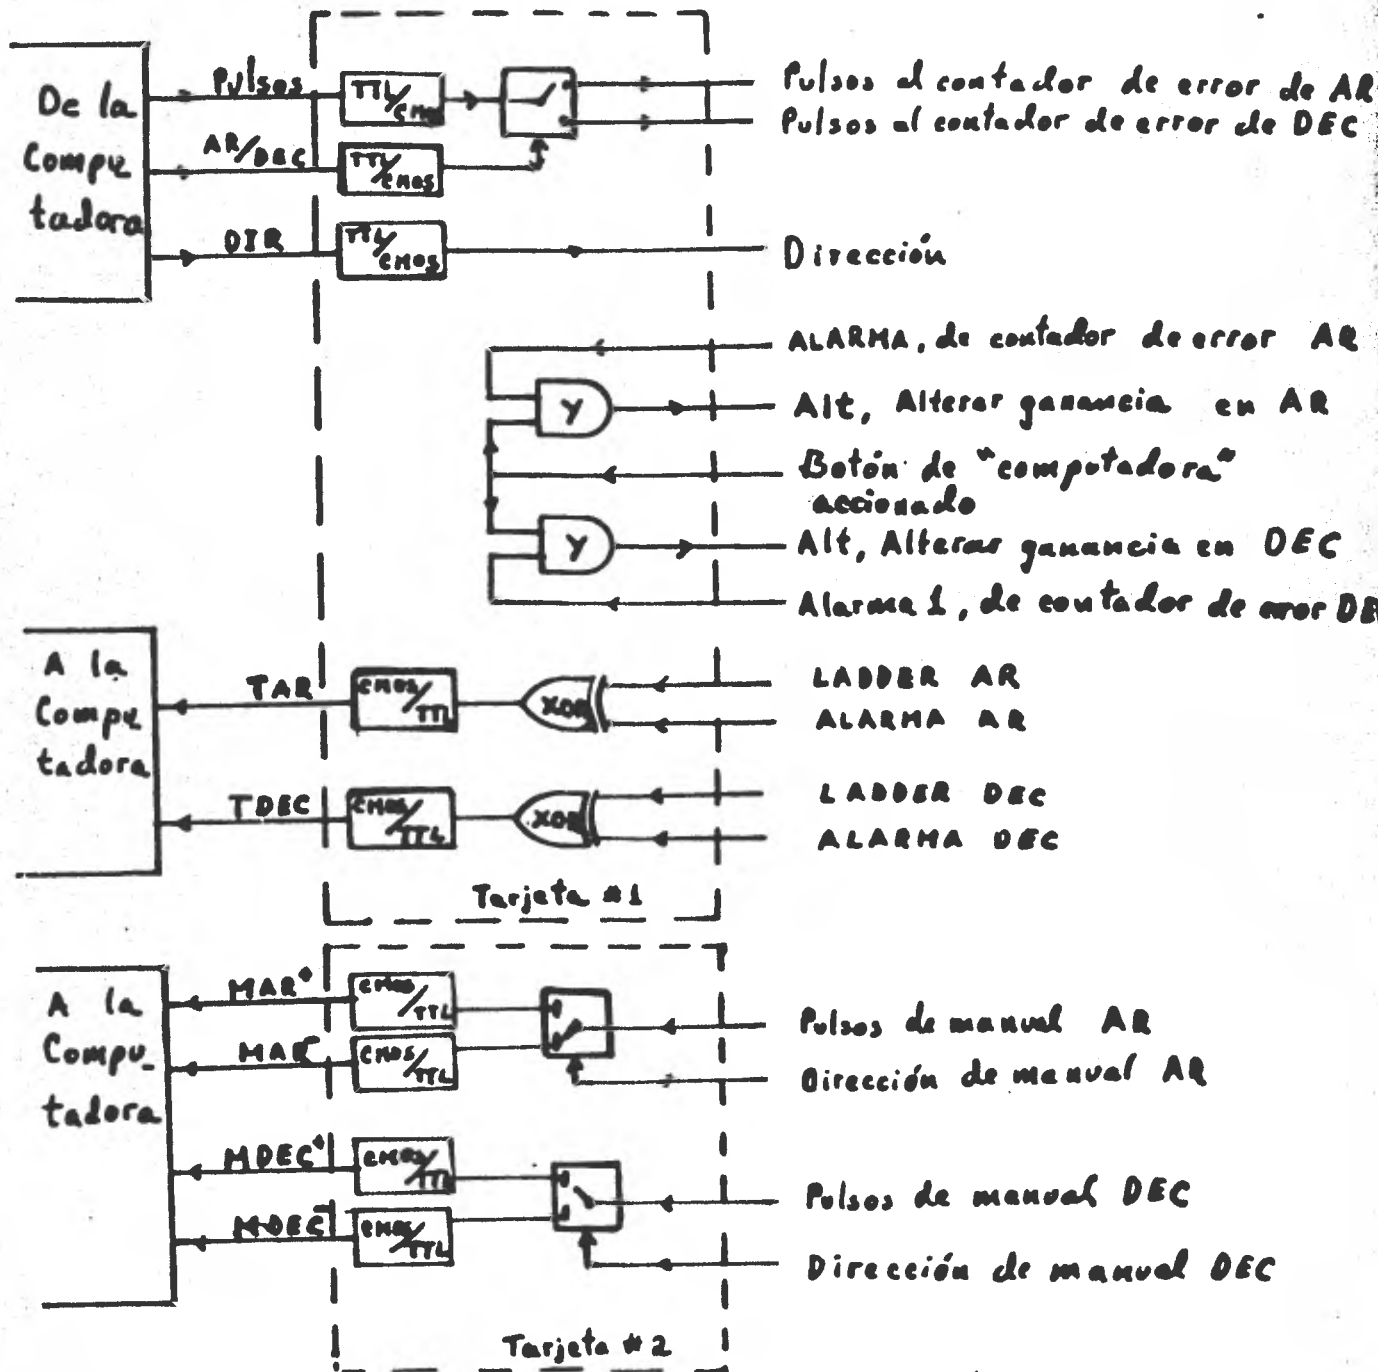 De la
Compu
tadora
Pulsos
AR/DEC
DIR
TTL/CMOS
TTL/CMOS
TTL/CMOS
Pulsos al contador de error de AR
Pulsos al contador de error de DEC
Dirección
ALARMA, de contador de error AR
Y
Alt, Alterar ganancia en AR
Botón de "computadora"
accionado
Y
Alt, Alterar ganancia en DEC
Alarma 1, de contador de error DE
A la
Compu
tadora
TAR
CMOS/TTL
XOR
LADDER AR
ALARMA AR
TDEC
CMOS/TTL
XOR
LADDER DEC
ALARMA DEC
Tarjeta #1
A la
Compu_
tadora
MAR+
CMOS/TTL
MAR-
CMOS/TTL
Pulsos de manual AR
Dirección de manual AR
MDEC+
CMOS/TTL
MDEC-
CMOS/TTL
Pulsos de manual DEC
Dirección de manual DEC
Tarjeta #2